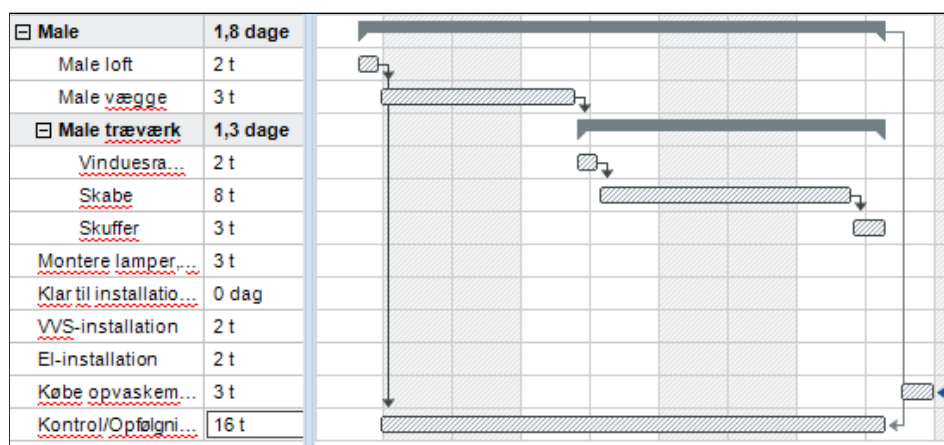 Male 1,8 dage
Male loft 2 t
Male vægge 3 t
Male træværk 1,3 dage
Vinduesra... 2 t
Skabe 8 t
Skuffer 3 t
Montere lamper,... 3 t
Klar til installatio... 0 dag
VVS-installation 2 t
El-installation 2 t
Købe opvaskem... 3 t
Kontrol/Opfølgni... 16 t